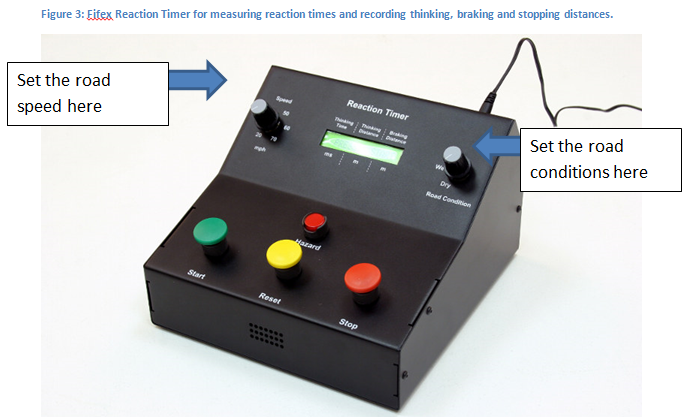 Figure 3: Fifex Reaction Timer for measuring reaction times and recording thinking, braking and stopping distances.
Set the road
speed here
Set the road
conditions here
Reaction Timer
Thinking Time
Thinking Distance
Braking Distance
ms
m
m
Speed
50
60
70
20
mph
We
Dry
Road Condition
Hazard
Start
Reset
Stop